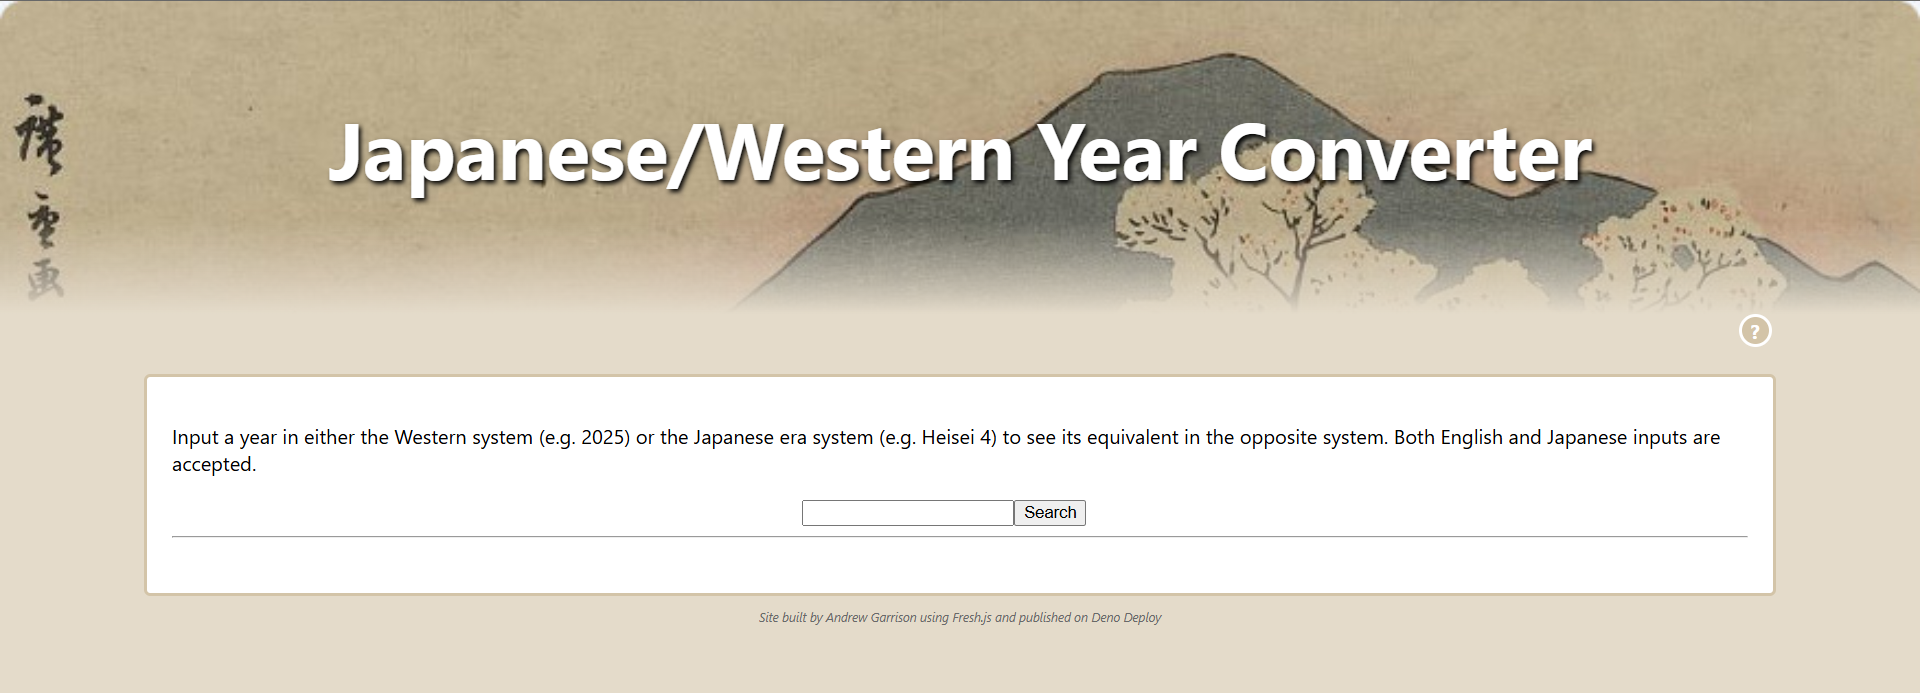 廣
重
画
Japanese/Western Year Converter
?
Input a year in either the Western system (e.g. 2025) or the Japanese era system (e.g. Heisei 4) to see its equivalent in the opposite system. Both English and Japanese inputs are
accepted.
Search
Site built by Andrew Garrison using Fresh.js and published on Deno Deploy